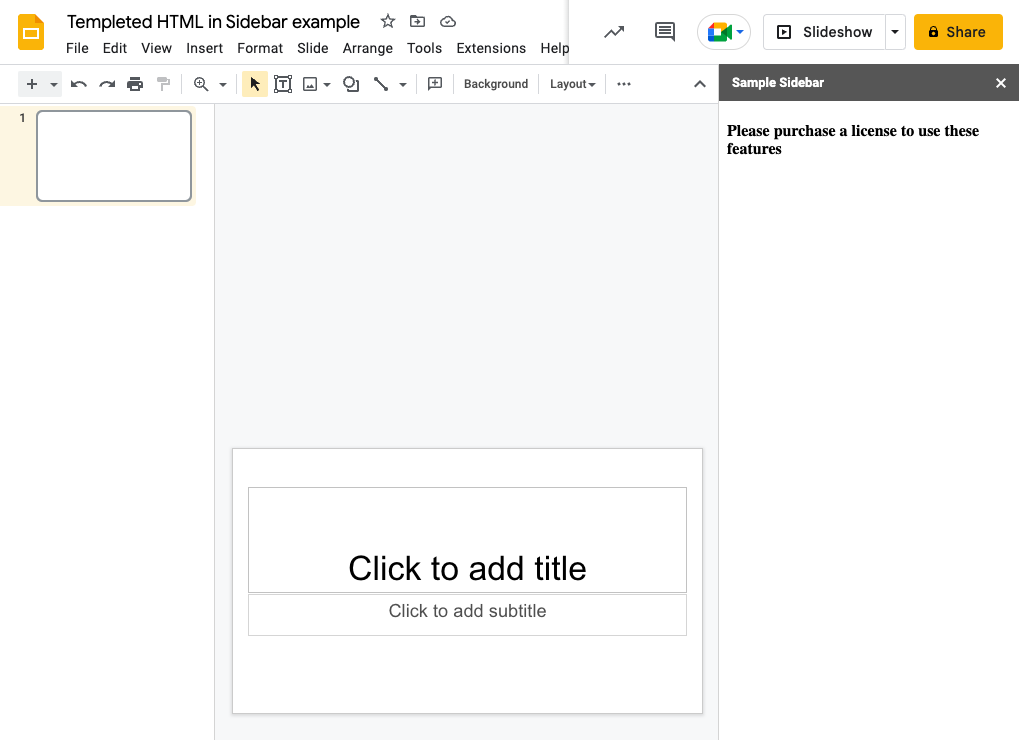 Templeted HTML in Sidebar example
File Edit View Insert Format Slide Arrange Tools Extensions Help
Slideshow
Share
Background
Layout
Sample Sidebar
1
Please purchase a license to use these
features
Click to add title
Click to add subtitle